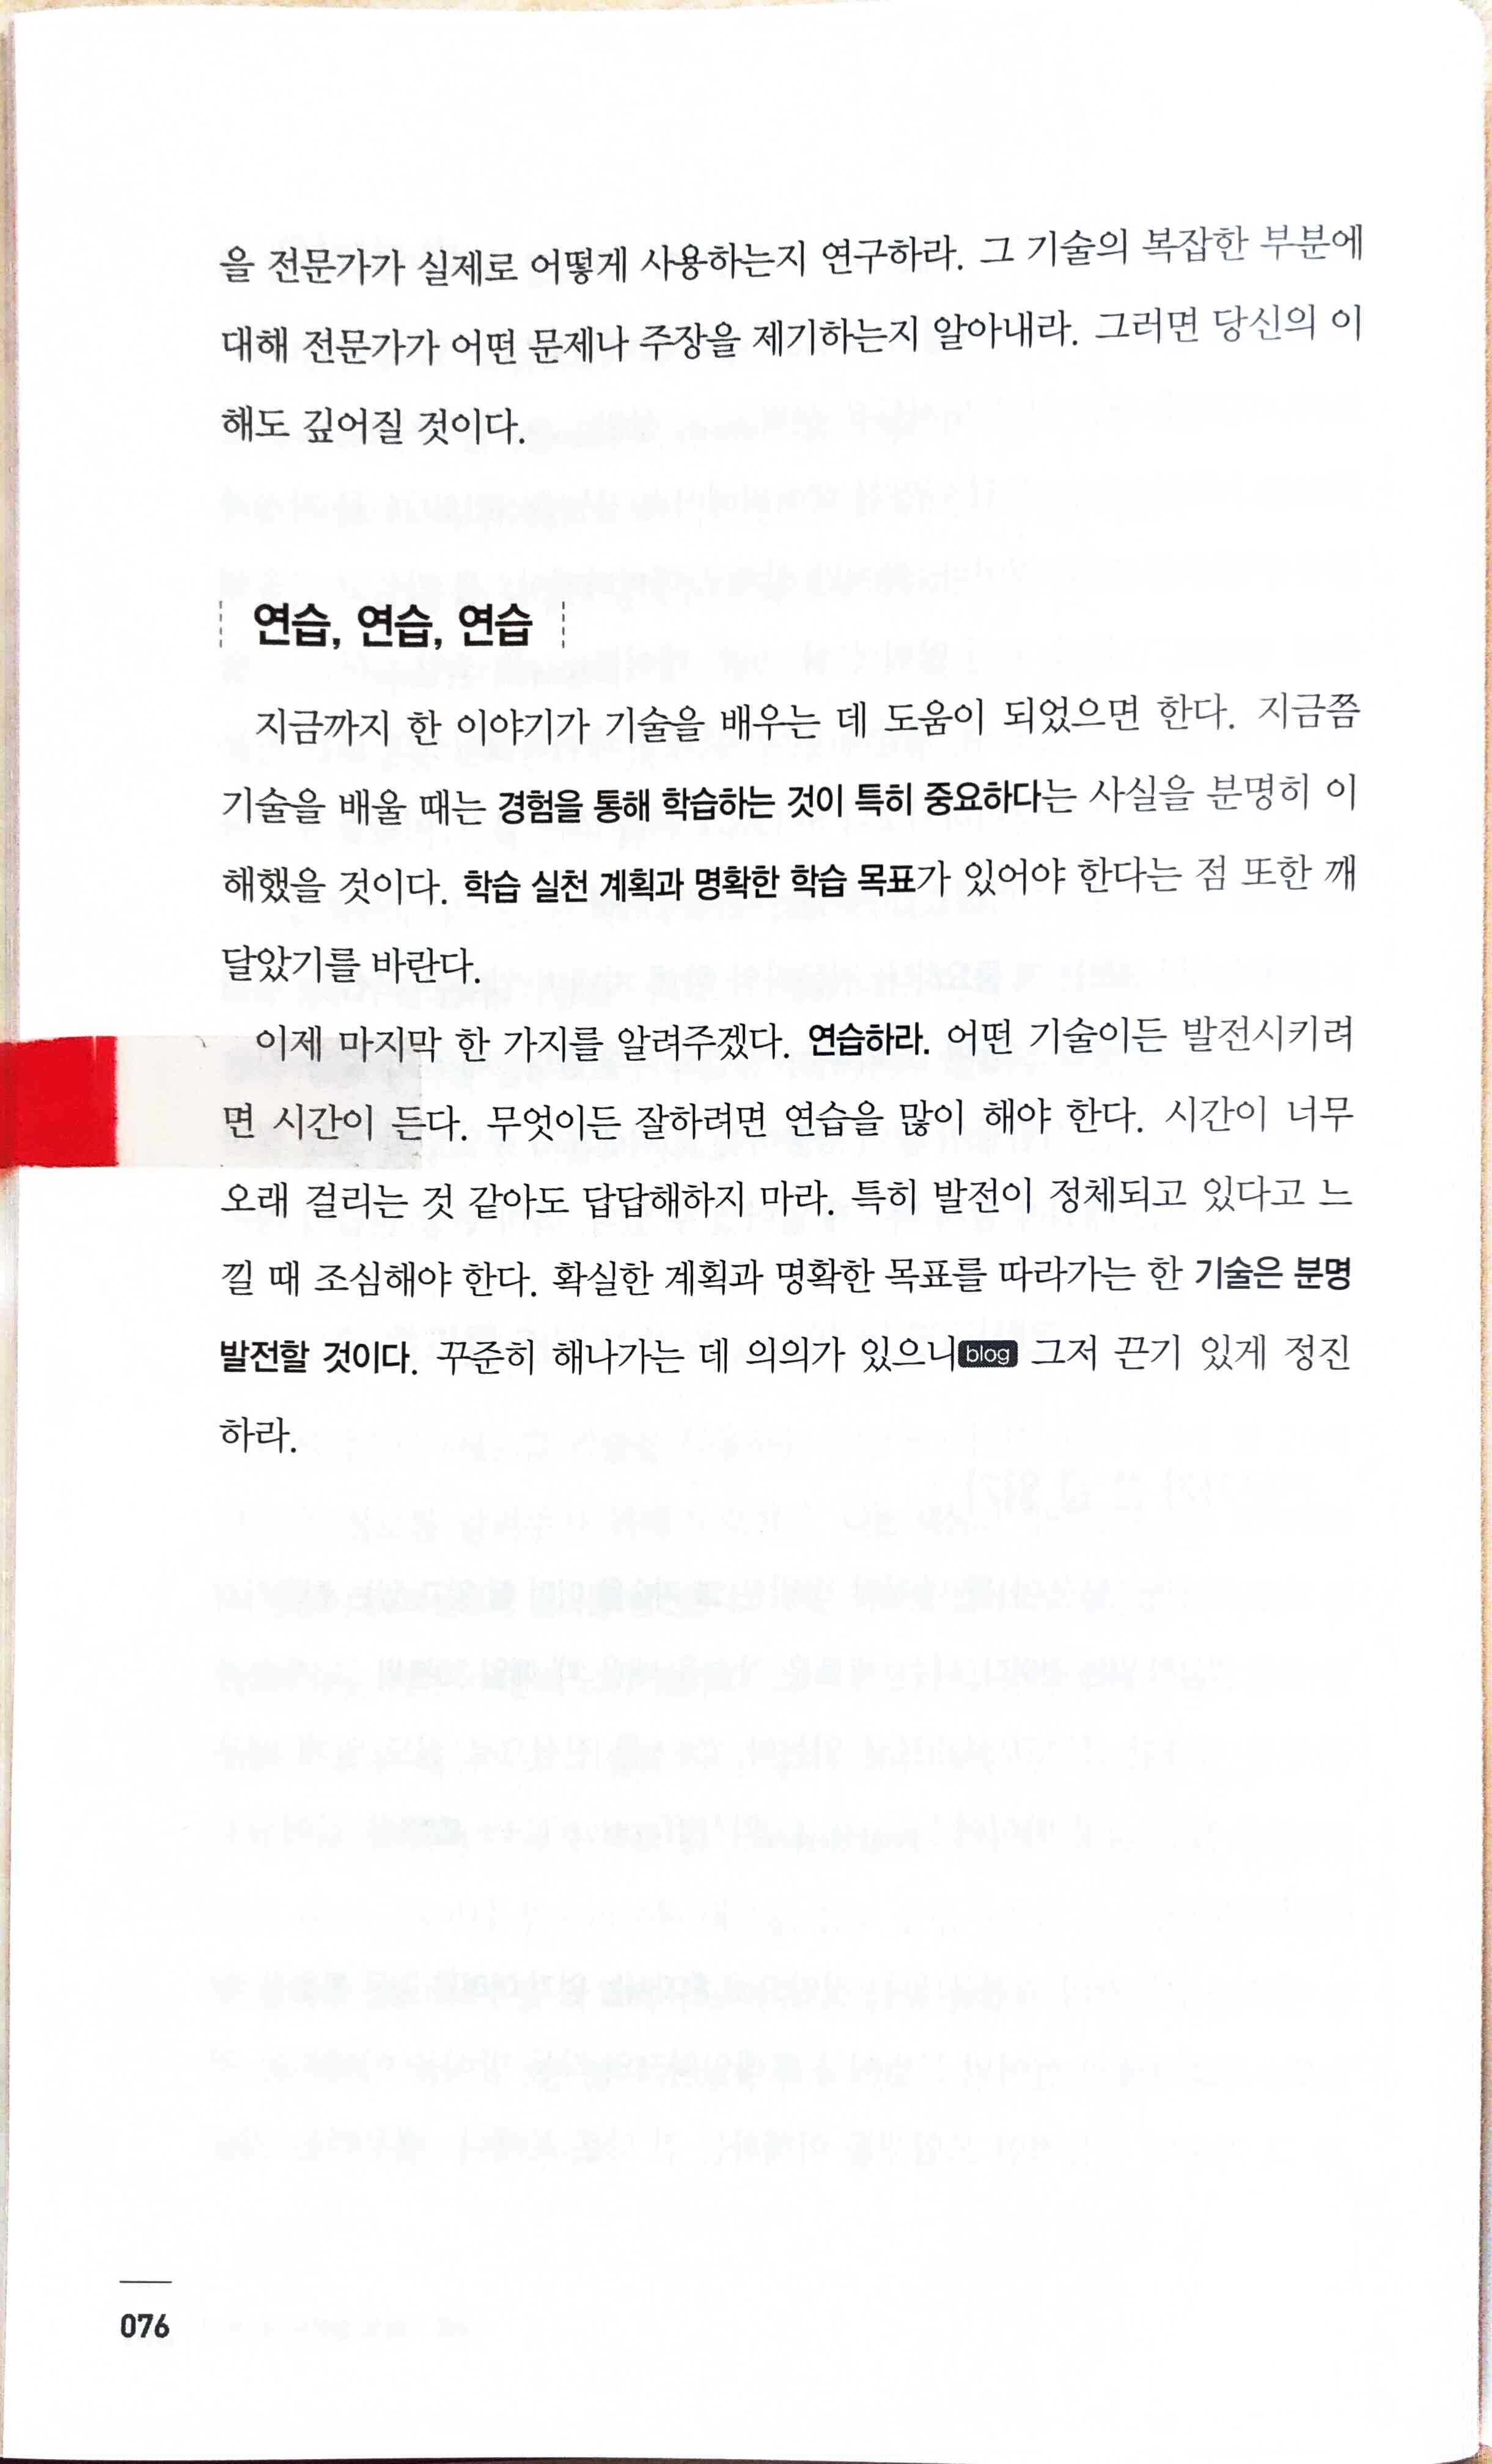 을 전문가가 실제로 어떻게 사용하는지 연구하라. 그 기술의 복잡한 부분에
대해 전문가가 어떤 문제나 주장을 제기하는지 알아내라. 그러면 당신의 이
해도 깊어질 것이다.
연습, 연습, 연습
지금까지 한 이야기가 기술을 배우는 데 도움이 되었으면 한다. 지금쯤
기술을 배울 때는 경험을 통해 학습하는 것이 특히 중요하다는 사실을 분명히 이
해했을 것이다. 학습 실천 계획과 명확한 학습 목표가 있어야 한다는 점 또한 깨
달았기를 바란다.
이제 마지막 한 가지를 알려주겠다. 연습하라. 어떤 기술이든 발전시키려
면 시간이 든다. 무엇이든 잘하려면 연습을 많이 해야 한다. 시간이 너무
오래 걸리는 것 같아도 답답해하지 마라. 특히 발전이 정체되고 있다고 느
낄 때 조심해야 한다. 확실한 계획과 명확한 목표를 따라가는 한 기술은 분명
발전할 것이다. 꾸준히 해나가는 데 의의가 있으니blog 그저 끈기 있게 정진
하라.
076